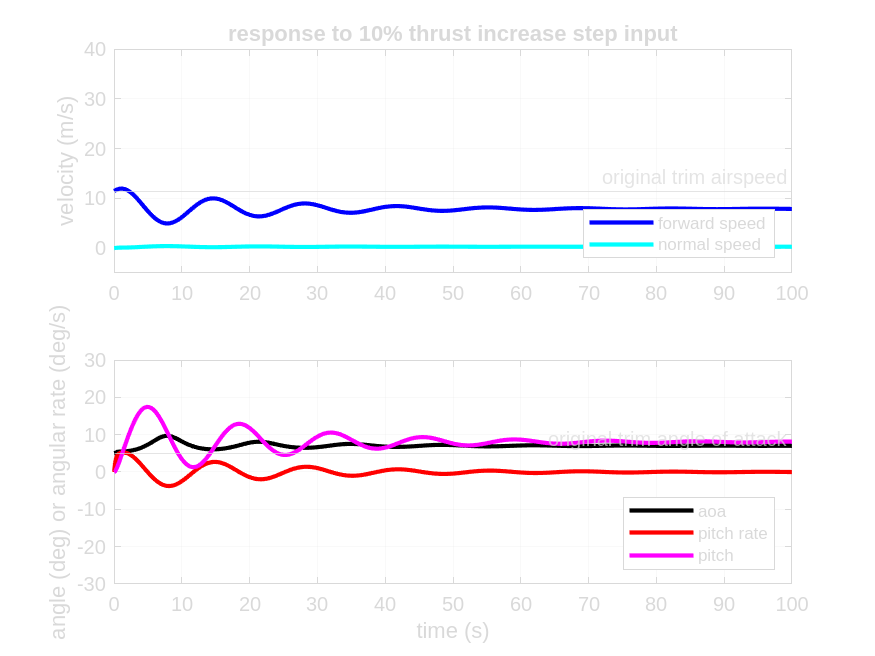 response to 10% thrust increase step input
velocity (m/s)
40
30
20
10
0
original trim airspeed
forward speed
normal speed
0 10 20 30 40 50 60 70 80 90 100
angle (deg) or angular rate (deg/s)
30
20
10
0
-10
-20
-30
original trim angle of attack
aoa
pitch rate
pitch
0 10 20 30 40 50 60 70 80 90 100
time (s)